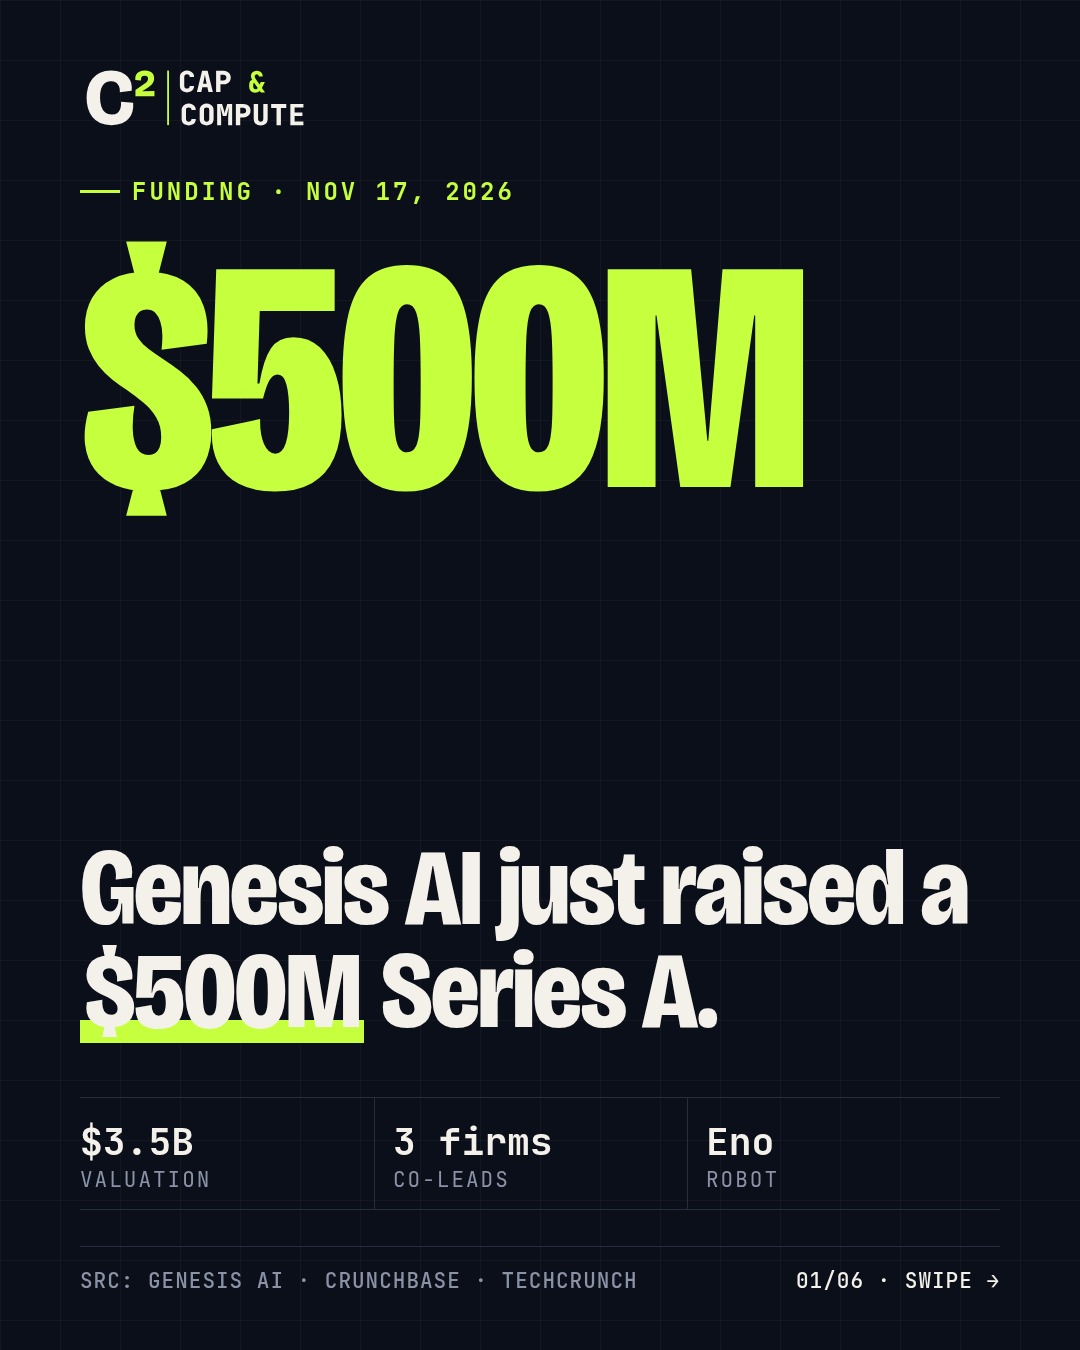 C² CAP &
COMPUTE
FUNDING · NOV 17, 2026
$500M
Genesis AI just raised a
$500M Series A.
$3.5B
VALUATION
3 firms
CO-LEADS
Eno
ROBOT
SRC: GENESIS AI · CRUNCHBASE · TECHCRUNCH
01/06 · SWIPE →